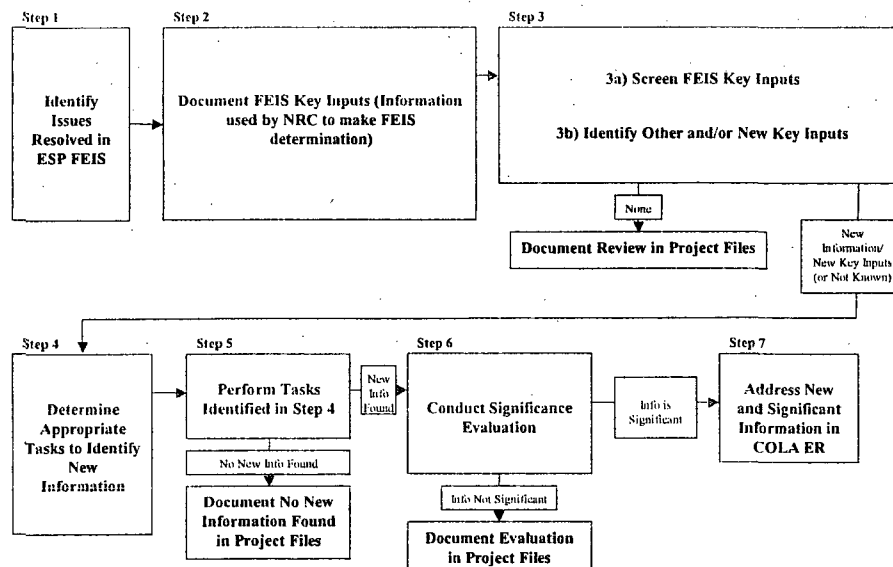 Step 1
Identify
Issues
Resolved in
ESP FEIS
Step 2
Document FEIS Key Inputs (Information
used by NRC to make FEIS
determination)
Step 3
3a) Screen FEIS Key Inputs
3b) Identify Other and/or New Key Inputs
None
Document Review in Project Files
New
Information/
New Key Inputs
(or Not Known)
Step 4
Determine
Appropriate
Tasks to Identify
New
Information
Step 5
Perform Tasks
Identified in Step 4
No New Info Found
Document No New
Information Found
in Project Files
New
Info
Found
Step 6
Conduct Significance
Evaluation
Info Not Significant
Document Evaluation
in Project Files
Info is
Significant
Step 7
Address New
and Significant
Information in
COLA ER